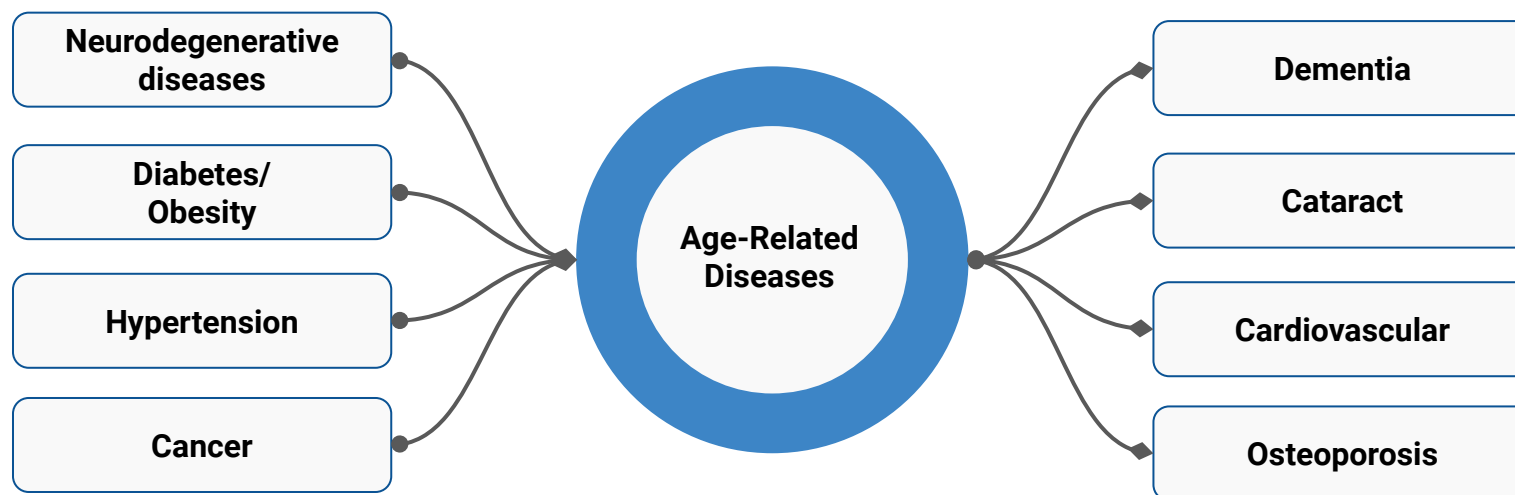 Neurodegenerative
diseases
Diabetes/
Obesity
Hypertension
Cancer
Age-Related
Diseases
Dementia
Cataract
Cardiovascular
Osteoporosis